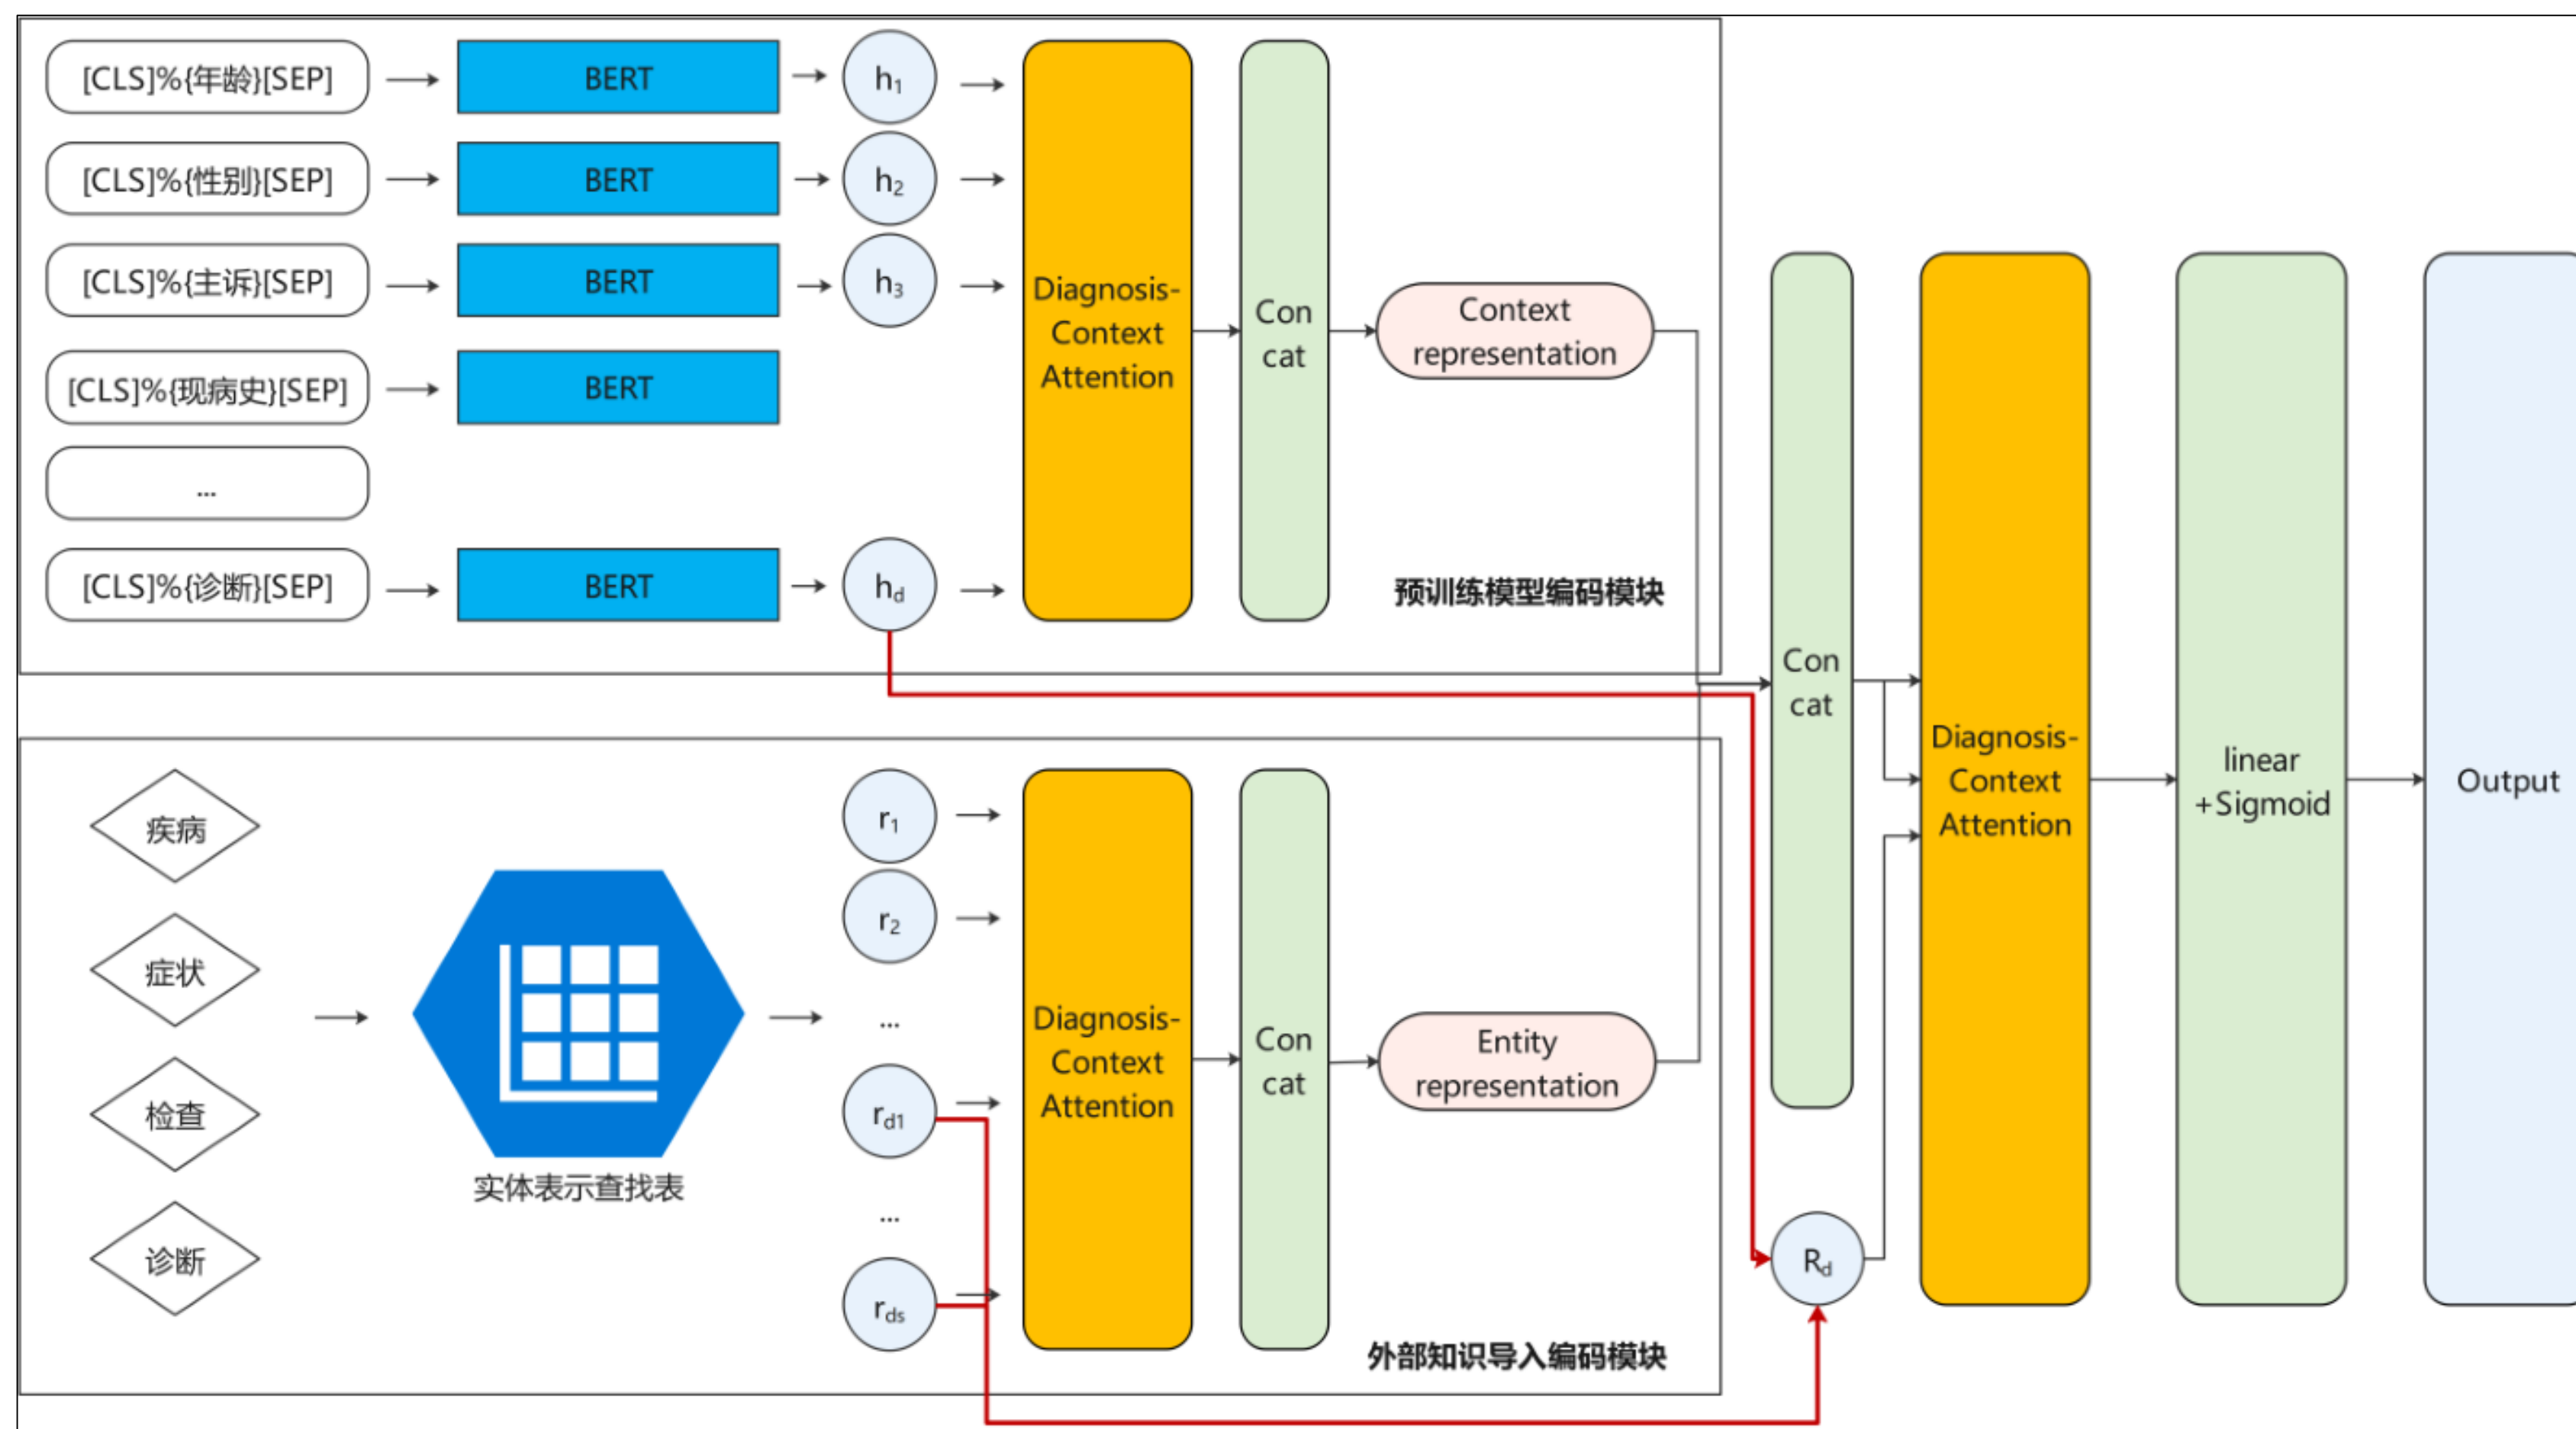 [CLS]%{年龄}[SEP]
BERT
h1
[CLS]%{性别}[SEP]
BERT
h2
[CLS]%{主诉}[SEP]
BERT
h3
[CLS]%{现病史}[SEP]
BERT
...
[CLS]%{诊断}[SEP]
BERT
hd
Diagnosis-
Context
Attention
Con
cat
Context
representation
预训练模型编码模块
疾病
症状
检查
诊断
实体表示查找表
r1
r2
...
rd1
...
rds
Diagnosis-
Context
Attention
Con
cat
Entity
representation
外部知识导入编码模块
Con
cat
Rd
Diagnosis-
Context
Attention
linear
+Sigmoid
Output